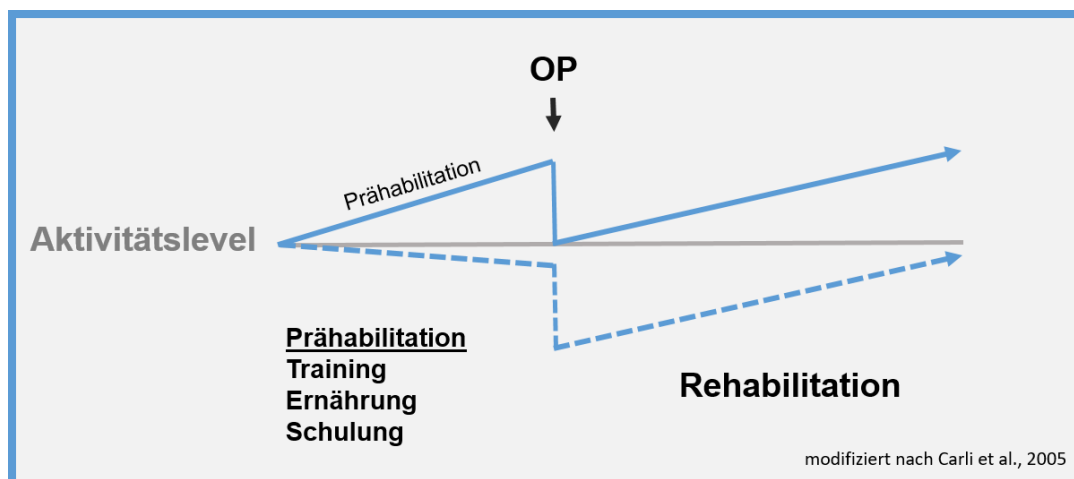 OP
Prähabilitation
Aktivitätslevel
Prähabilitation
Training
Ernährung
Schulung
Rehabilitation
modifiziert nach Carli et al., 2005